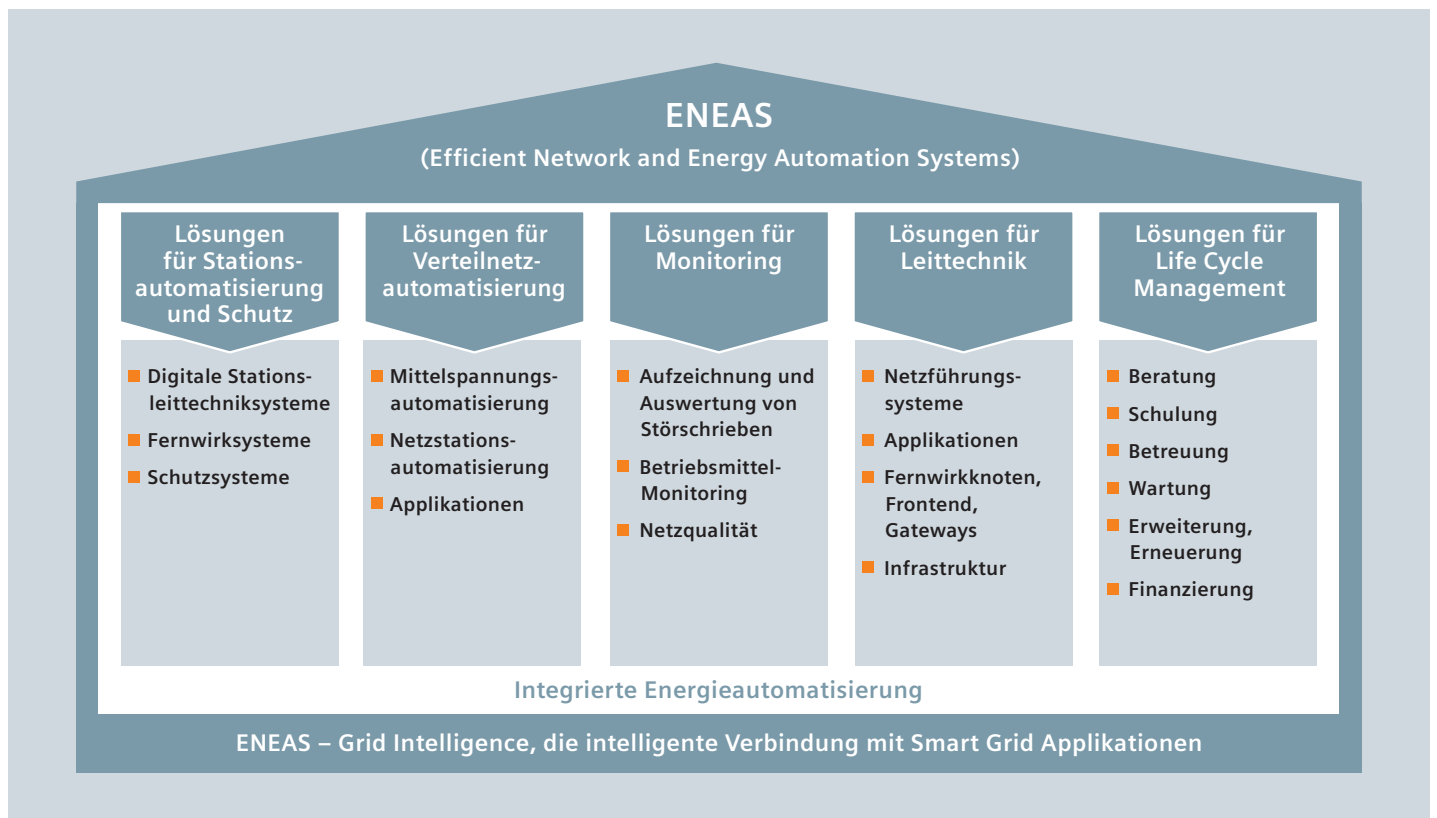 ENEAS
(Efficient Network and Energy Automation Systems)
Lösungen
für Stations-
automatisierung
und Schutz
Digitale Stations-
leittechniksysteme
Fernwirksysteme
Schutzsysteme
Lösungen für
Verteilnetz-
automatisierung
Mittelspannungs-
automatisierung
Netzstations-
automatisierung
Applikationen
Lösungen für
Monitoring
Aufzeichnung und
Auswertung von
Störschrieben
Betriebsmittel-
Monitoring
Netzqualität
Lösungen für
Leittechnik
Netzführungs-
systeme
Applikationen
Fernwirkknoten,
Frontend,
Gateways
Infrastruktur
Lösungen für
Life Cycle
Management
Beratung
Schulung
Betreuung
Wartung
Erweiterung,
Erneuerung
Finanzierung
Integrierte Energieautomatisierung
ENEAS – Grid Intelligence, die intelligente Verbindung mit Smart Grid Applikationen